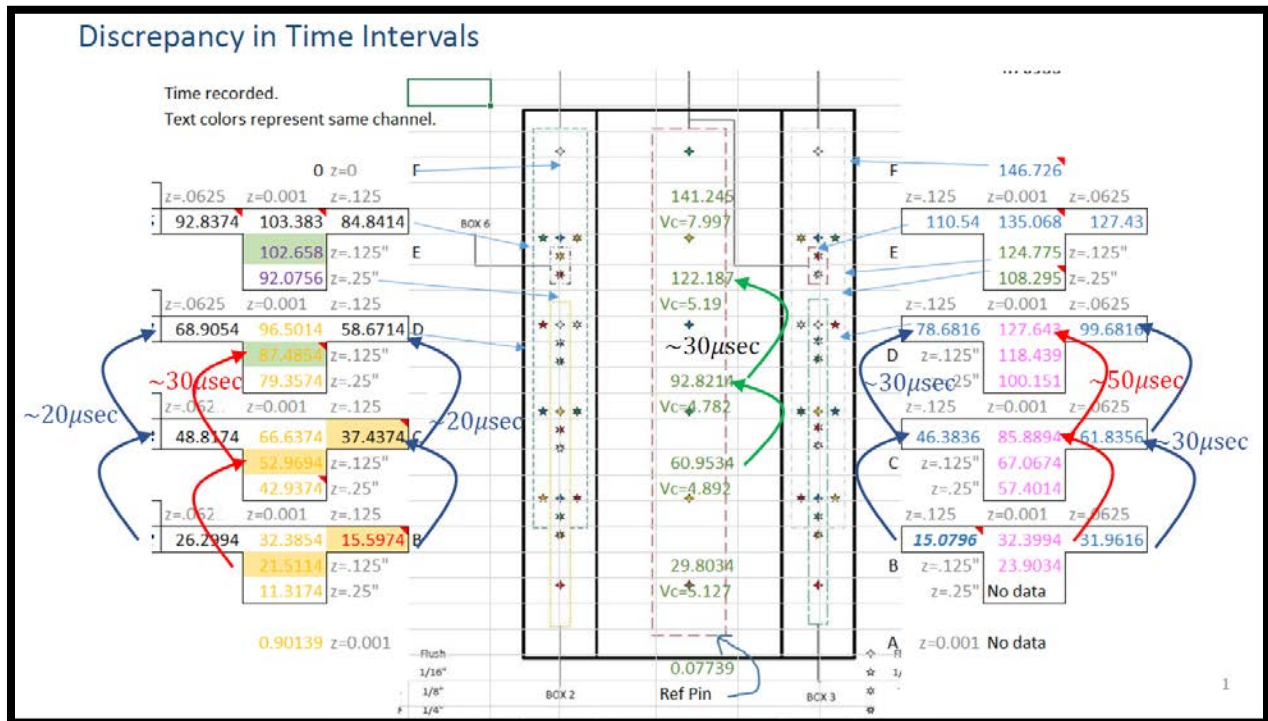 Discrepancy in Time Intervals
Time recorded.
Text colors represent same channel.
0 z=0 F
F 146.726
141.245
z=.0625 z=0.001 z=.125
z=.125 z=0.001 z=.0625
92.8374 103.383 84.8414
BOX 6
Vc=7.997
110.54 135.068 127.43
102.658 z=.125" E
E 124.775 z=.125"
92.0756 z=.25"
122.187
108.295 z=.25"
z=.0625 z=0.001 z=.125
Vc=5.19
z=.125 z=0.001 z=.0625
68.9054 96.5014 58.6714 D
~30μsec
78.6816 127.643 99.6816
87.4854 z=.125"
D z=.125" 118.439
~30μsec
79.3574 z=.25"
92.8214
~30μsec
100.151
~50μsec
~20μsec
z=0.001 z=.125
~20μsec
Vc=4.782
z=.125 z=0.001 z=.0625
48.8174 66.6374 37.4374 C
46.3836 85.8894 61.8356
~30μsec
52.9694 z=.125"
60.9534
C z=.125" 67.0674
42.9374 z=.25"
Vc=4.892
z=.25" 57.4014
z=0.001 z=.125
z=.125 z=0.001 z=.0625
26.2994 32.3854 15.5974 B
15.0796 32.3994 31.9616
21.5114 z=.125"
29.8034
B z=.125" 23.9034
11.3174 z=.25"
Vc=5.127
z=.25" No data
0.90139 z=0.001
A z=0.001 No data
Flush
0.07739
1/16"
1/8"
BOX 2
Ref Pin
BOX 3
1/4"
1